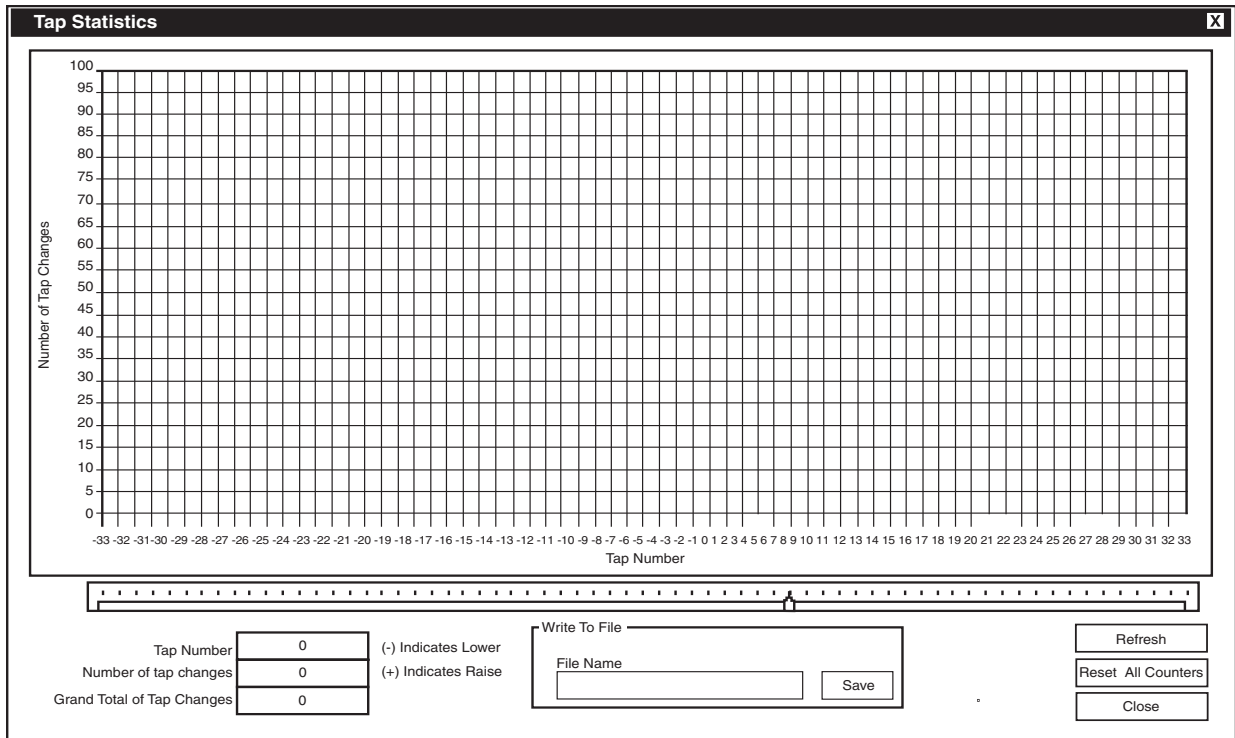 Tap Statistics X
100
95
90
85
80
75
70
65
60
55
50
45
40
35
30
25
20
15
10
5
0
Number of Tap Changes
-33 -32 -31 -30 -29 -28 -27 -26 -25 -24 -23 -22 -21 -20 -19 -18 -17 -16 -15 -14 -13 -12 -11 -10 -9 -8 -7 -6 -5 -4 -3 -2 -1 0 1 2 3 4 5 6 7 8 9 10 11 12 13 14 15 16 17 18 19 20 21 22 23 24 25 26 27 28 29 30 31 32 33
Tap Number
Tap Number 0 (-) Indicates Lower
Number of tap changes 0 (+) Indicates Raise
Grand Total of Tap Changes 0
Write To File
File Name
Save
Refresh
Reset All Counters
Close